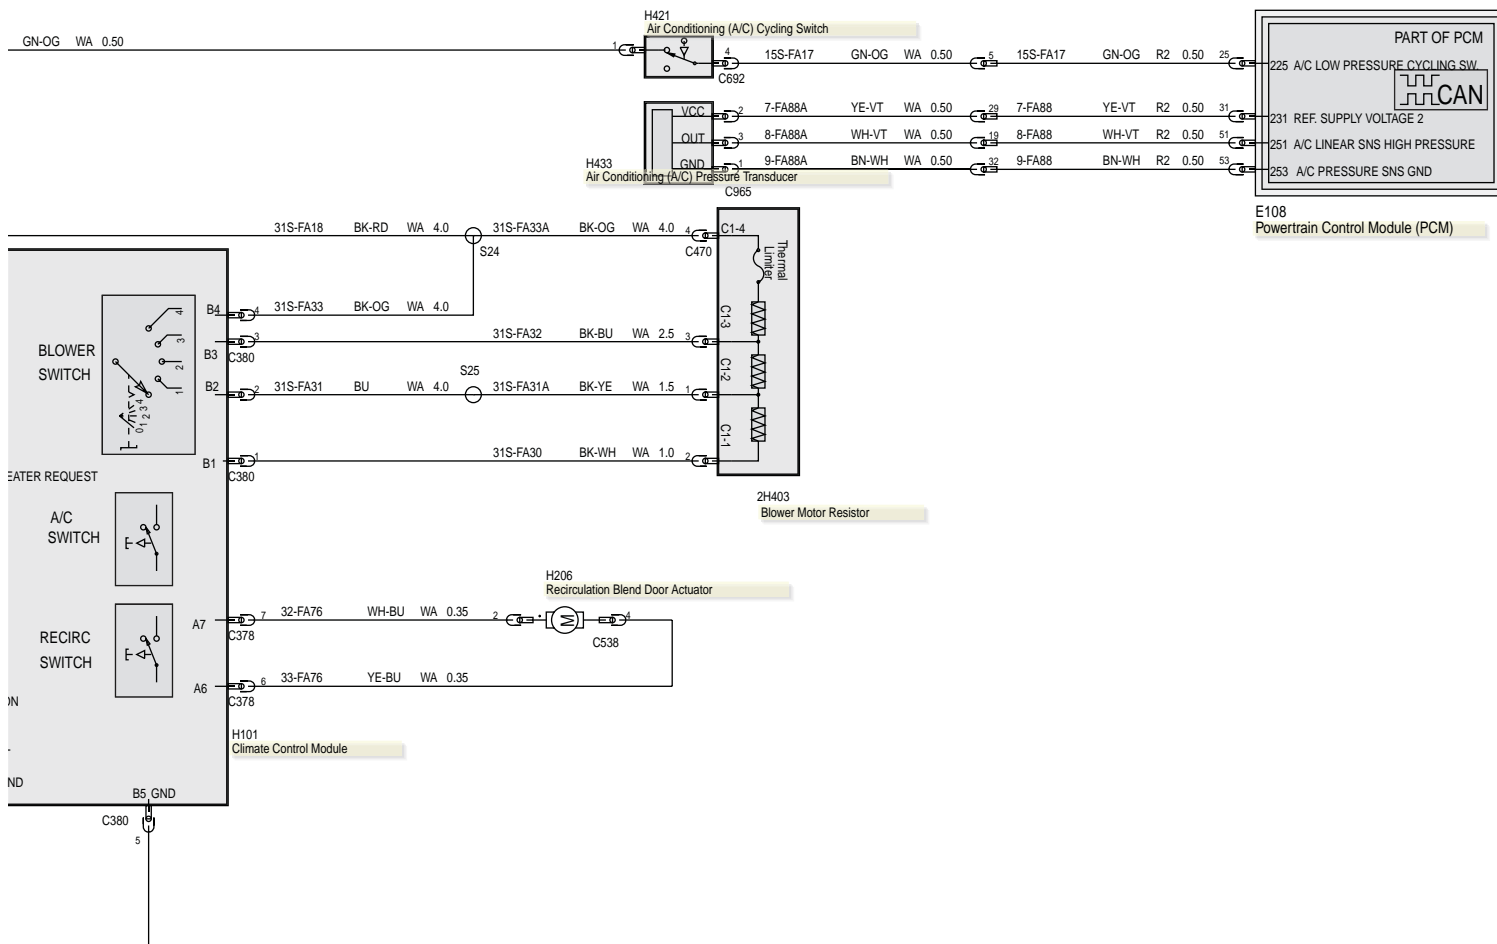 GN-OG WA 0.50
1
H421
Air Conditioning (A/C) Cycling Switch
4
C692
15S-FA17 GN-OG WA 0.50
5
15S-FA17 GN-OG R2 0.50
25
PART OF PCM
225 A/C LOW PRESSURE CYCLING SW.
CAN
VCC
2
7-FA88A YE-VT WA 0.50
29
7-FA88 YE-VT R2 0.50
31
231 REF. SUPPLY VOLTAGE 2
OUT
3
8-FA88A WH-VT WA 0.50
19
8-FA88 WH-VT R2 0.50
51
251 A/C LINEAR SNS HIGH PRESSURE
GND
1
9-FA88A BN-WH WA 0.50
32
9-FA88 BN-WH R2 0.50
53
253 A/C PRESSURE SNS GND
H433
Air Conditioning (A/C) Pressure Transducer
C965
E108
Powertrain Control Module (PCM)
31S-FA18 BK-RD WA 4.0
S24
31S-FA33A BK-OG WA 4.0
4
C470
C1-4
Thermal
Limiter
B4
4
31S-FA33 BK-OG WA 4.0
C1-3
B3
3
C380
31S-FA32 BK-BU WA 2.5
3
BLOWER
SWITCH
4
3
2
1
0 1 2 3 4
C1-2
B2
2
31S-FA31 BU WA 4.0
S25
31S-FA31A BK-YE WA 1.5
1
C1-1
B1
1
C380
31S-FA30 BK-WH WA 1.0
2
EATER REQUEST
2H403
Blower Motor Resistor
A/C
SWITCH
H206
Recirculation Blend Door Actuator
A7
7
C378
32-FA76 WH-BU WA 0.35
2
M
4
C538
RECIRC
SWITCH
A6
6
C378
33-FA76 YE-BU WA 0.35
ON
H101
Climate Control Module
ND
B5 GND
C380
5